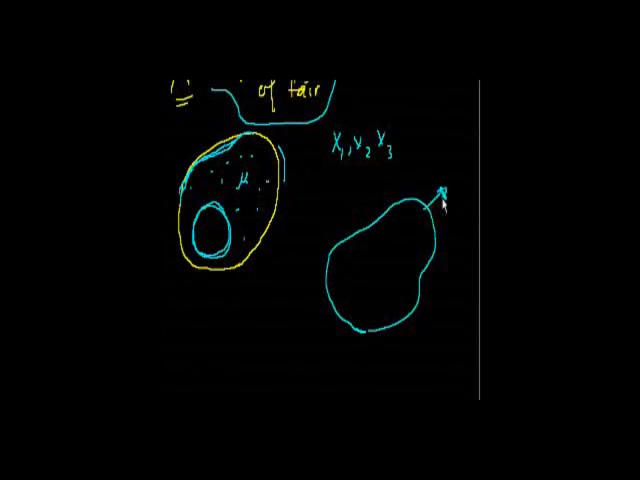 of fair
X1, X2 X3
μ